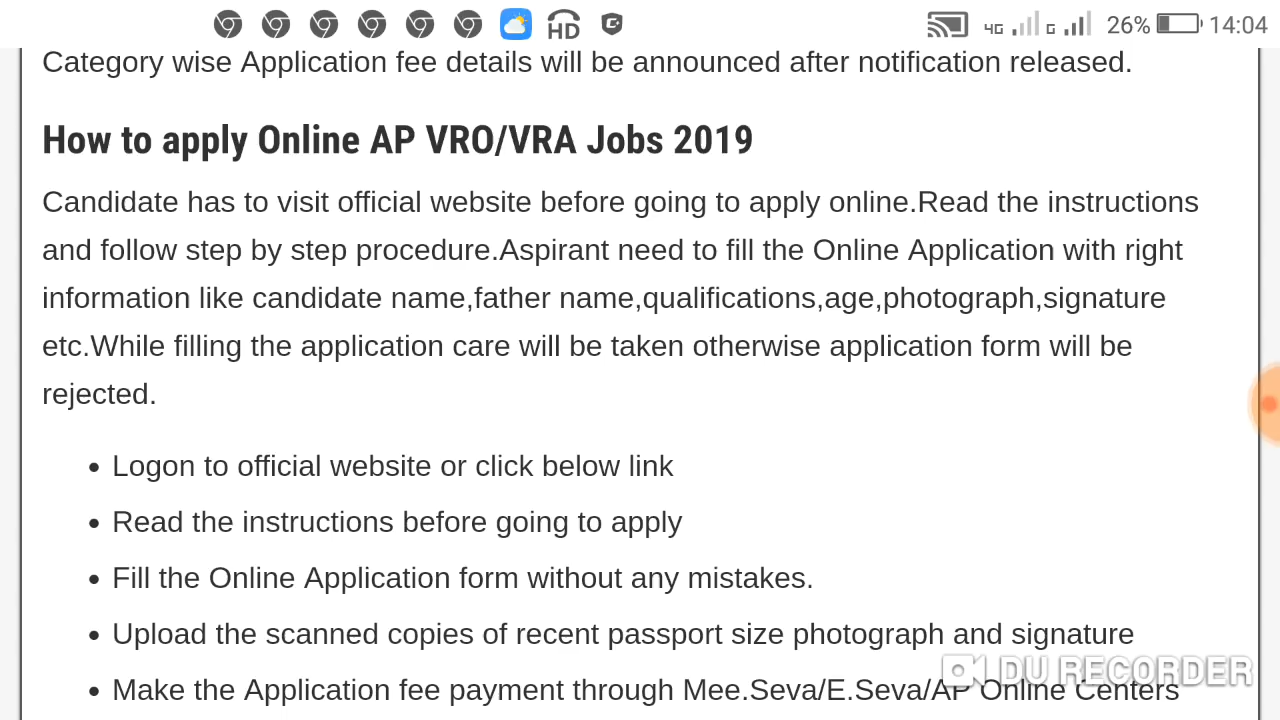 HD 4G G 26% 14:04
Category wise Application fee details will be announced after notification released.
How to apply Online AP VRO/VRA Jobs 2019
Candidate has to visit official website before going to apply online.Read the instructions
and follow step by step procedure.Aspirant need to fill the Online Application with right
information like candidate name,father name,qualifications,age,photograph,signature
etc.While filling the application care will be taken otherwise application form will be
rejected.
• Logon to official website or click below link
• Read the instructions before going to apply
• Fill the Online Application form without any mistakes.
• Upload the scanned copies of recent passport size photograph and signature
DU RECORDER
• Make the Application fee payment through Mee.Seva/E.Seva/AP Online Centers